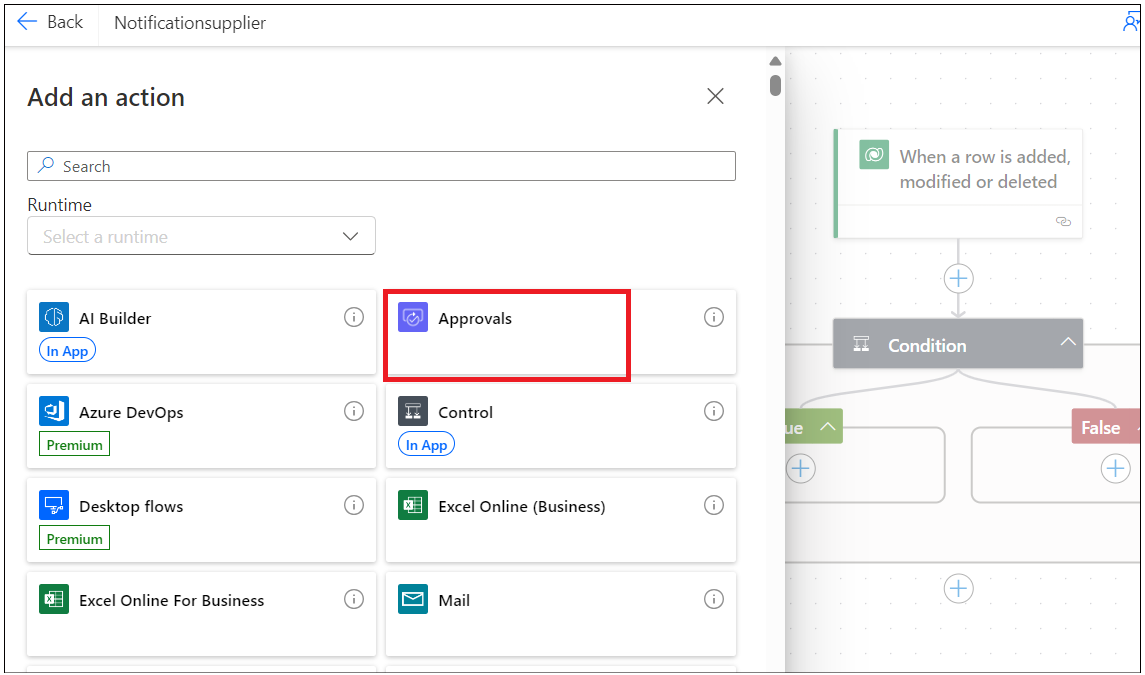 Back
Notificationsupplier
Add an action
Search
Runtime
Select a runtime
AI Builder
In App
Approvals
Azure DevOps
Premium
Control
In App
Desktop flows
Premium
Excel Online (Business)
Excel Online For Business
Mail
When a row is added,
modified or deleted
Condition
ue
False